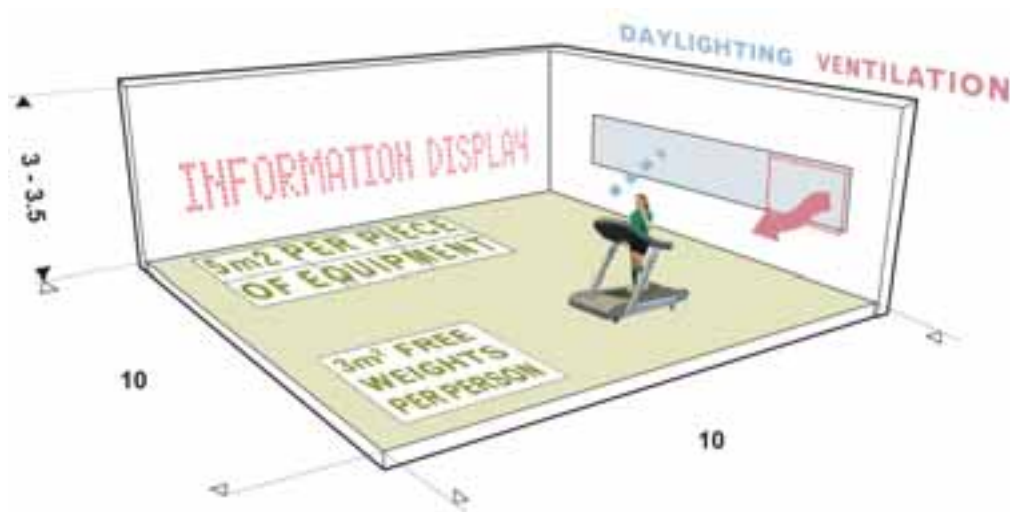 DAYLIGHTING VENTILATION
INFORMATION DISPLAY
3 - 3.5
5m2 PER PIECE
OF EQUIPMENT
3m² FREE
WEIGHTS
PER PERSON
10
10